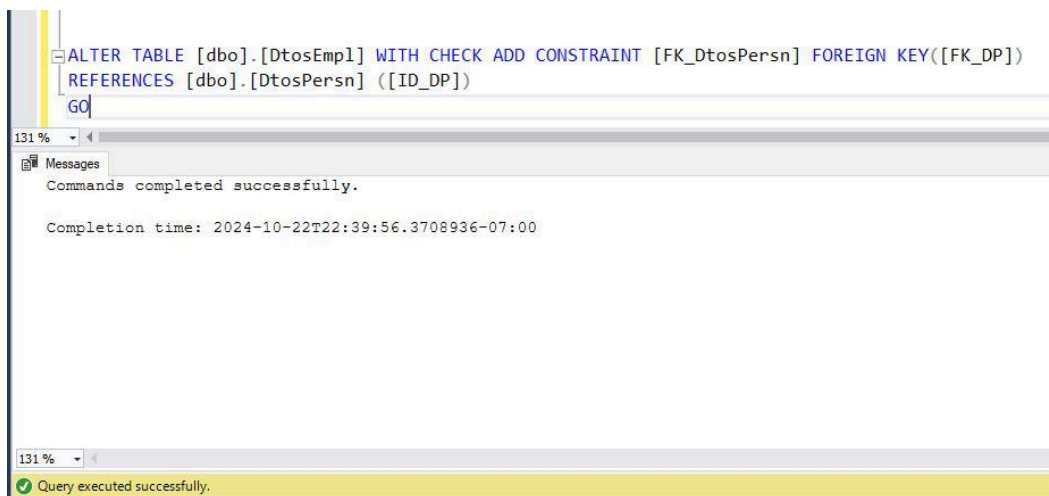 ALTER TABLE [dbo].[DtosEmpl] WITH CHECK ADD CONSTRAINT [FK_DtosPersn] FOREIGN KEY([FK_DP])
REFERENCES [dbo].[DtosPersn] ([ID_DP])
GO
131 %
Messages
Commands completed successfully.
Completion time: 2024-10-22T22:39:56.3708936-07:00
131 %
Query executed successfully.